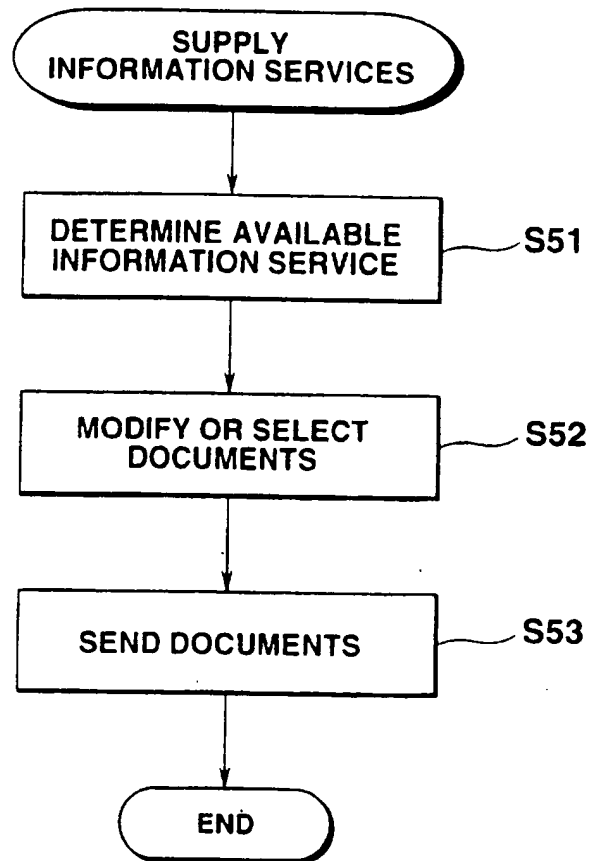 SUPPLY
INFORMATION SERVICES
DETERMINE AVAILABLE
INFORMATION SERVICE
S51
MODIFY OR SELECT
DOCUMENTS
S52
SEND DOCUMENTS
S53
END